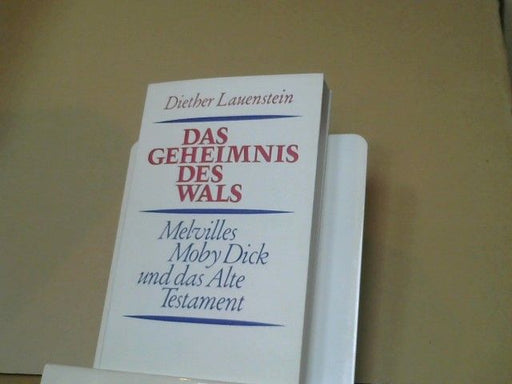 Diether Lauenstein
DAS
GEHEIMNIS
DES
WALS
Melvilles
Moby Dick
und das Alte
Testament